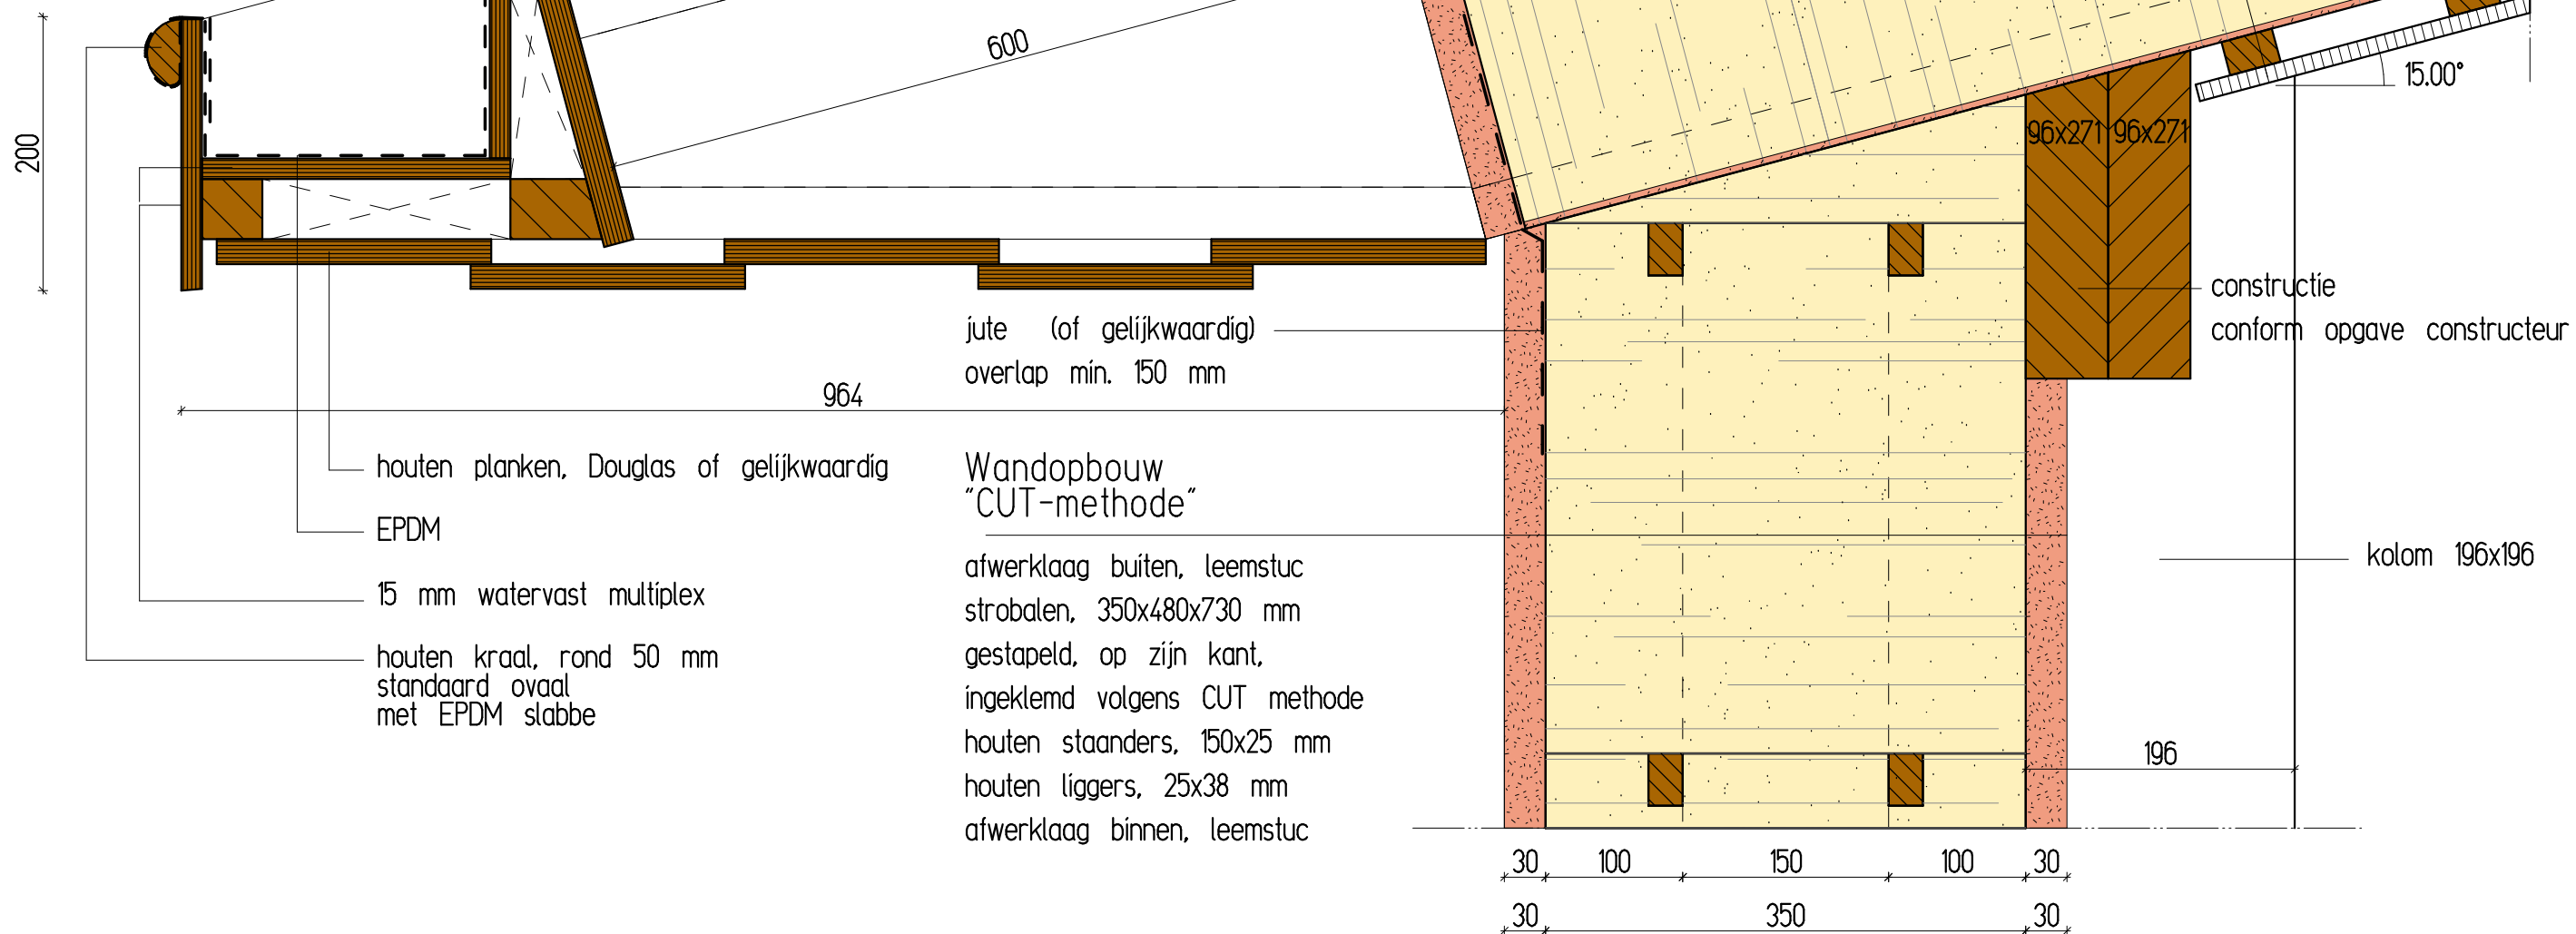 600
15.00°
200
96x271 96x271
constructie
conform opgave constructeur
jute (of gelijkwaardig)
overlap min. 150 mm
964
houten planken, Douglas of gelijkwaardig
EPDM
15 mm watervast multiplex
houten kraal, rond 50 mm
standaard ovaal
met EPDM slabbe
Wandopbouw
"CUT-methode"
afwerklaag buiten, leemstuc
strobalen, 350x480x730 mm
gestapeld, op zijn kant,
ingeklemd volgens CUT methode
houten staanders, 150x25 mm
houten liggers, 25x38 mm
afwerklaag binnen, leemstuc
kolom 196x196
196
30 100 150 100 30
30 350 30